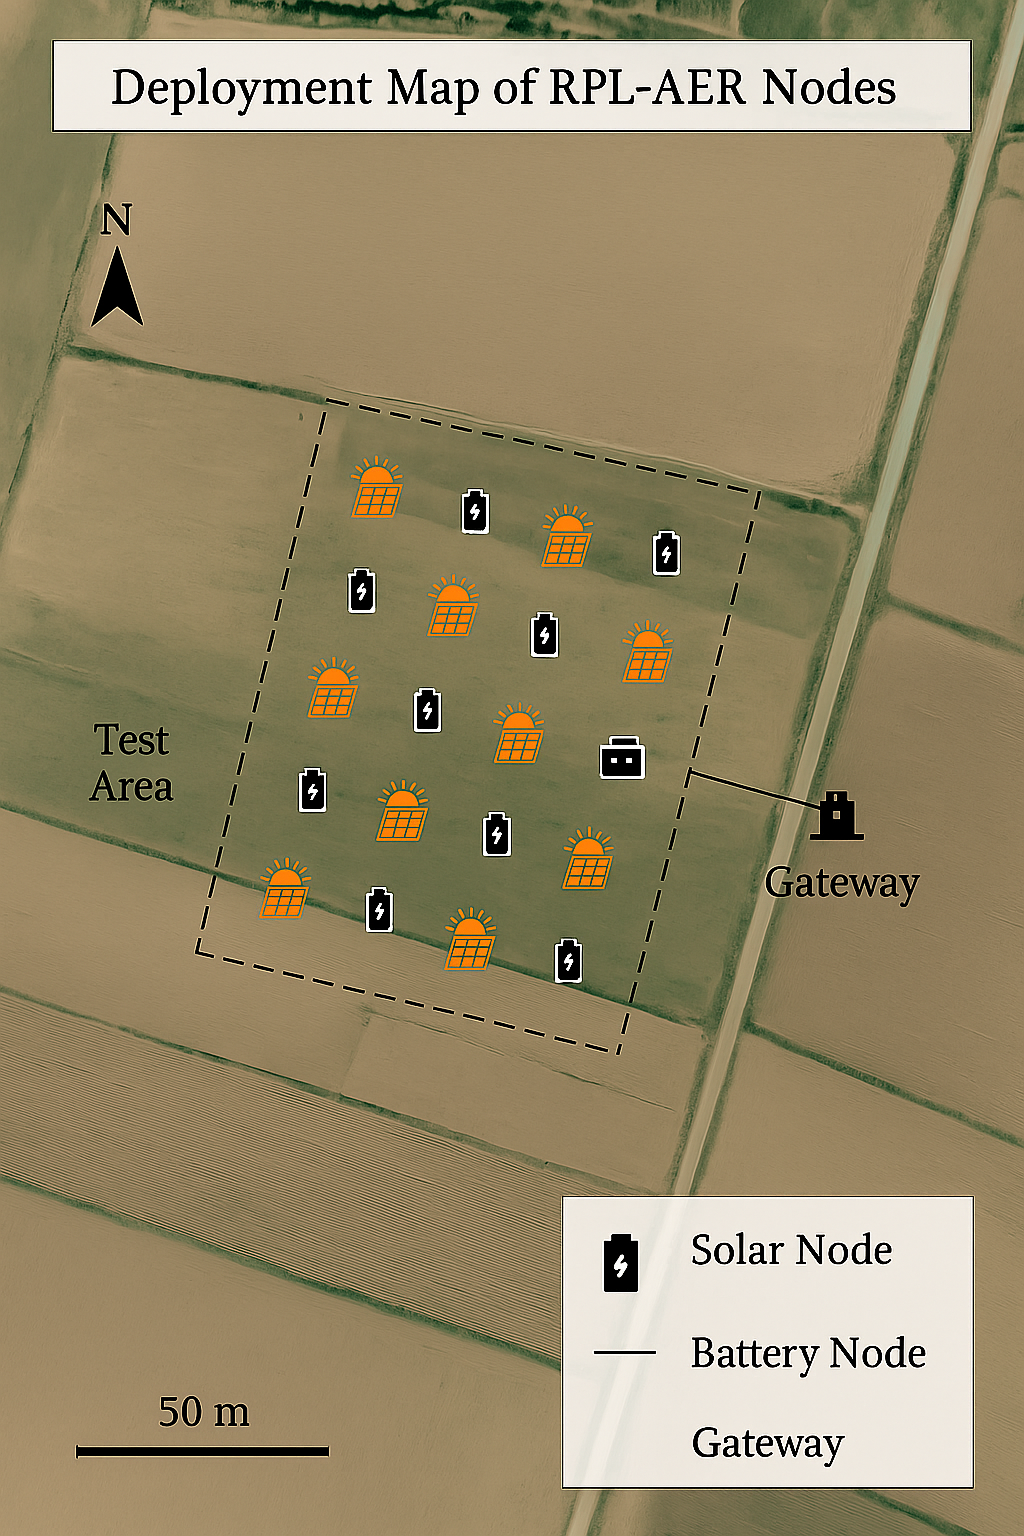 Deployment Map of RPL-AER Nodes
N
Test
Area
Gateway
Solar Node
Battery Node
Gateway
50 m